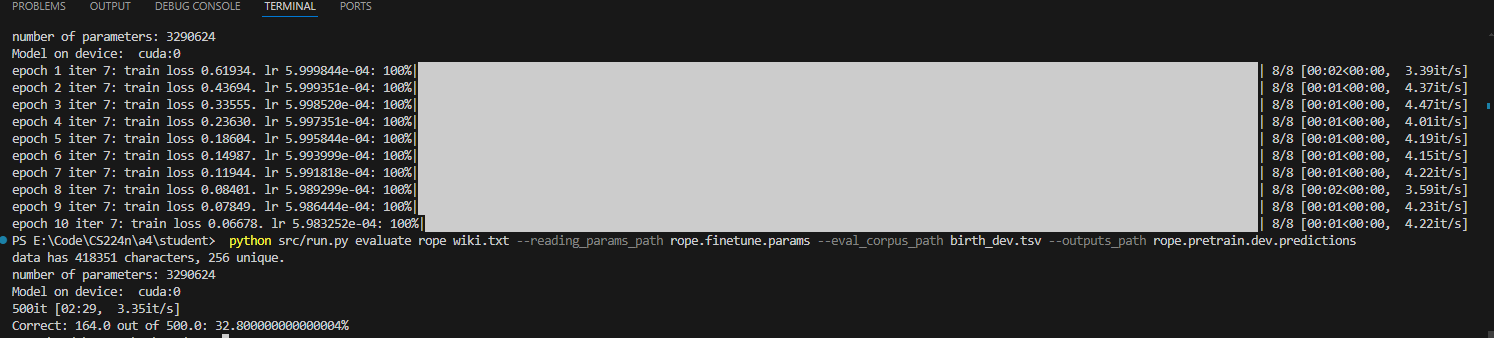 PROBLEMS OUTPUT DEBUG CONSOLE TERMINAL PORTS
number of parameters: 3290624
Model on device:  cuda:0
epoch 1 iter 7: train loss 0.61934. lr 5.999844e-04: 100%| | 8/8 [00:02<00:00,  3.39it/s]
epoch 2 iter 7: train loss 0.43694. lr 5.999351e-04: 100%| | 8/8 [00:01<00:00,  4.37it/s]
epoch 3 iter 7: train loss 0.33555. lr 5.998520e-04: 100%| | 8/8 [00:01<00:00,  4.47it/s]
epoch 4 iter 7: train loss 0.23630. lr 5.997351e-04: 100%| | 8/8 [00:01<00:00,  4.01it/s]
epoch 5 iter 7: train loss 0.18604. lr 5.995844e-04: 100%| | 8/8 [00:01<00:00,  4.19it/s]
epoch 6 iter 7: train loss 0.14987. lr 5.993999e-04: 100%| | 8/8 [00:01<00:00,  4.15it/s]
epoch 7 iter 7: train loss 0.11944. lr 5.991818e-04: 100%| | 8/8 [00:01<00:00,  4.22it/s]
epoch 8 iter 7: train loss 0.08401. lr 5.989299e-04: 100%| | 8/8 [00:02<00:00,  3.59it/s]
epoch 9 iter 7: train loss 0.07849. lr 5.986444e-04: 100%| | 8/8 [00:01<00:00,  4.23it/s]
epoch 10 iter 7: train loss 0.06678. lr 5.983252e-04: 100%| | 8/8 [00:01<00:00,  4.22it/s]
PS E:\Code\CS224n\a4\student>  python src/run.py evaluate rope wiki.txt --reading_params_path rope.finetune.params --eval_corpus_path birth_dev.tsv --outputs_path rope.pretrain.dev.predictions
data has 418351 characters, 256 unique.
number of parameters: 3290624
Model on device:  cuda:0
500it [02:29,  3.35it/s]
Correct: 164.0 out of 500.0: 32.800000000000004%